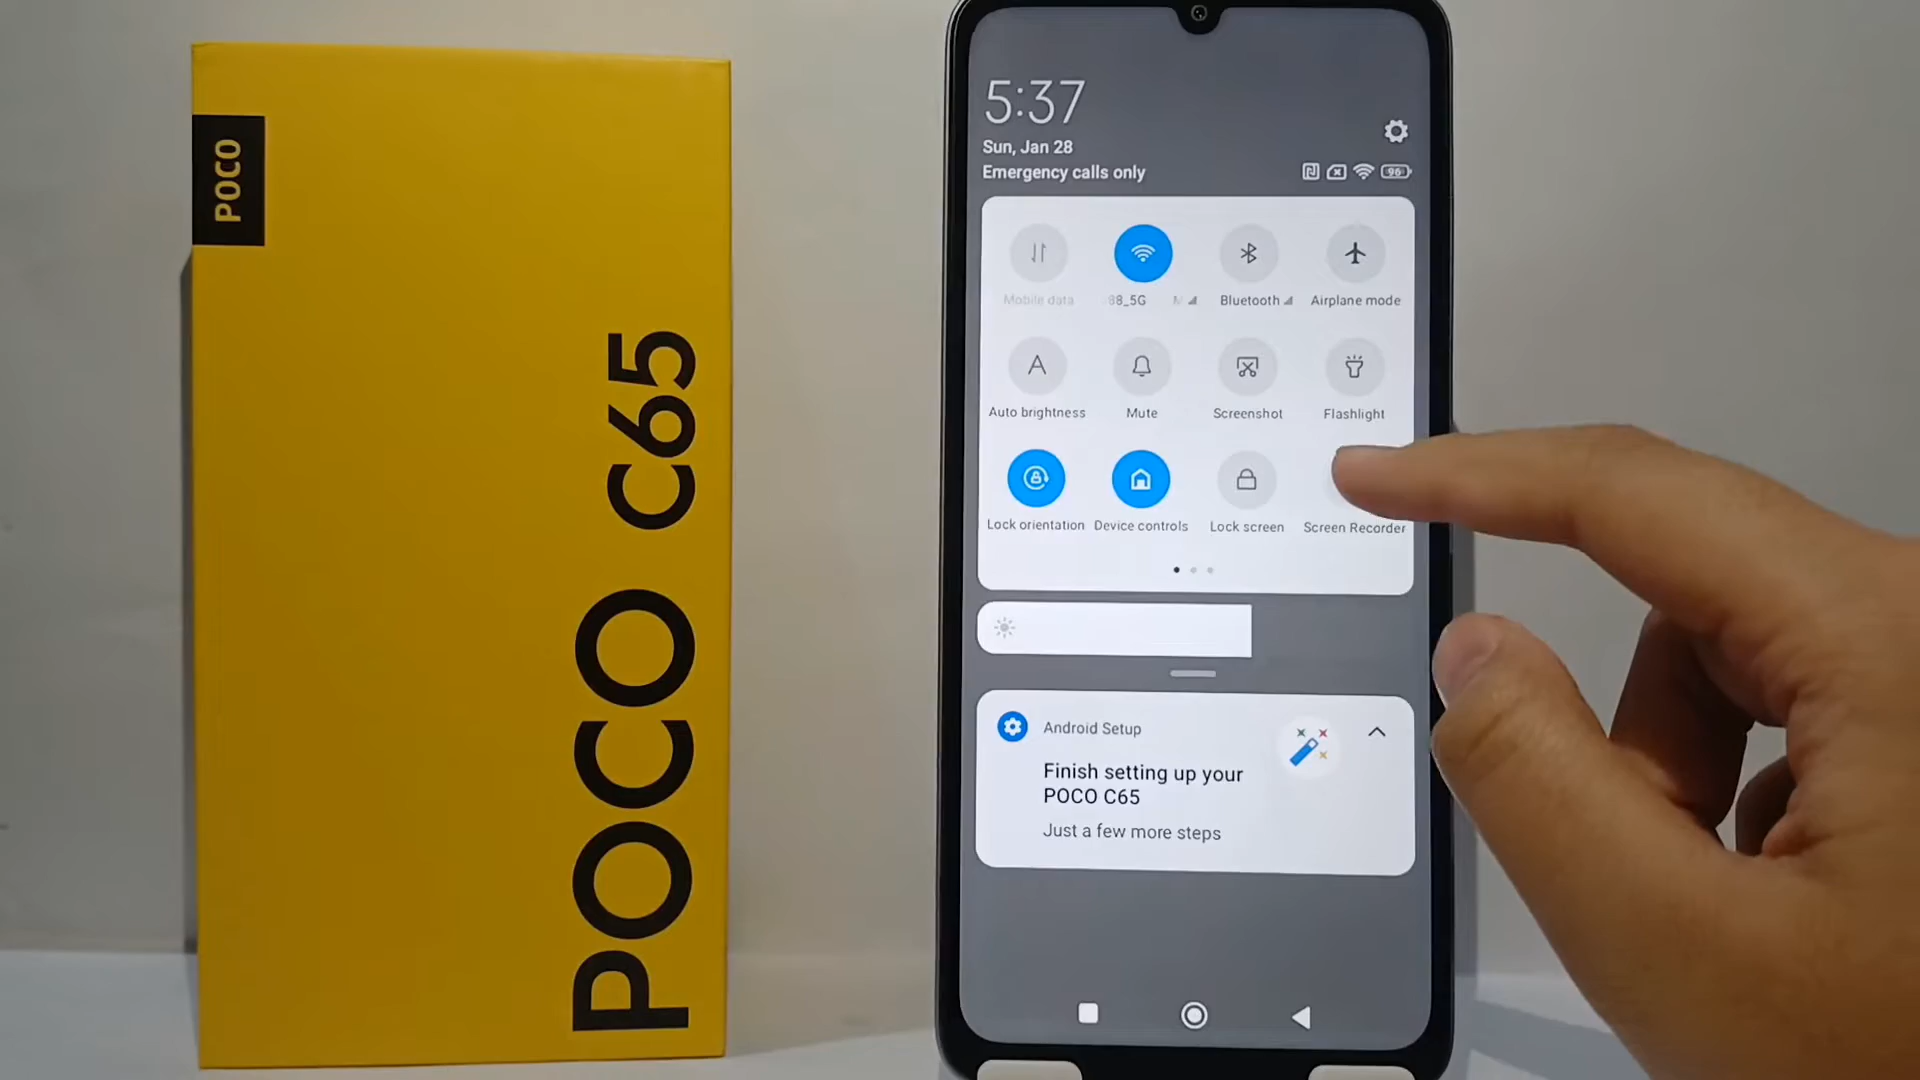 POCO
POCO C65
5:37
Sun, Jan 28
Emergency calls only
96
Mobile data
88_5G
M
Bluetooth
Airplane mode
A
Auto brightness
Mute
Screenshot
Flashlight
Lock orientation
Device controls
Lock screen
Screen Recorder
Android Setup
Finish setting up your
POCO C65
Just a few more steps